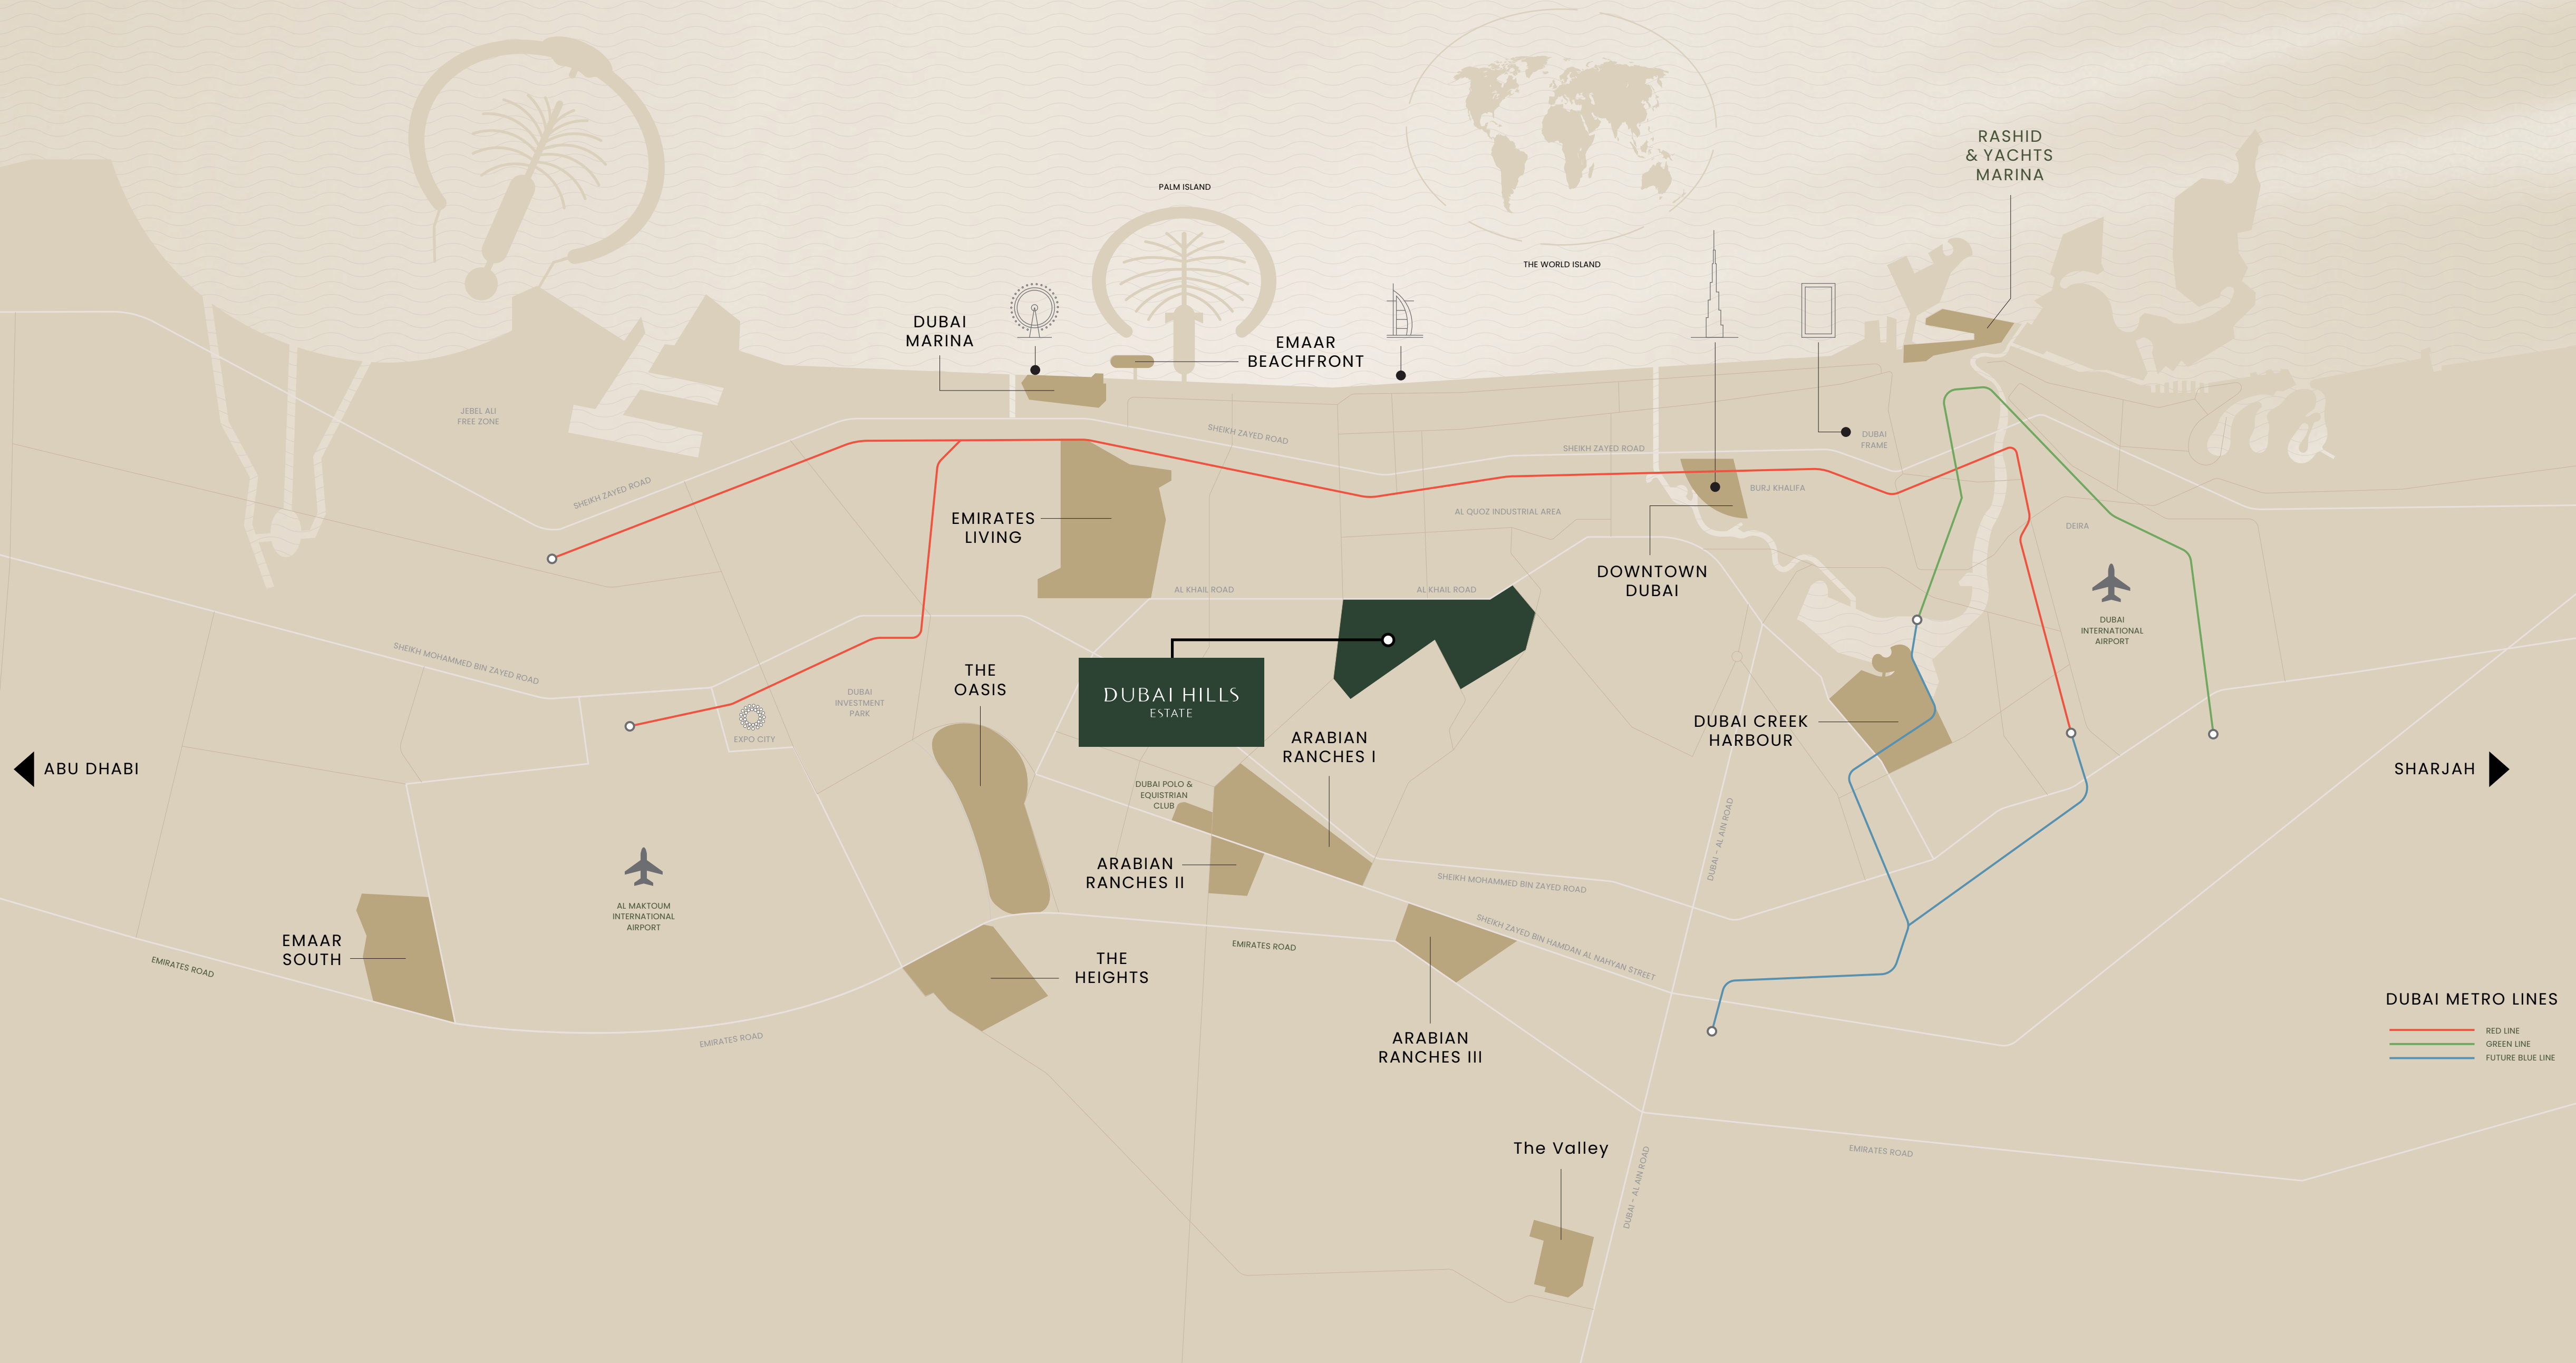 RASHID
& YACHTS
MARINA
PALM ISLAND
THE WORLD ISLAND
DUBAI
MARINA
EMAAR
BEACHFRONT
JEBEL ALI
FREE ZONE
SHEIKH ZAYED ROAD
SHEIKH ZAYED ROAD
DUBAI
FRAME
SHEIKH ZAYED ROAD
BURJ KHALIFA
AL QUOZ INDUSTRIAL AREA
EMIRATES
LIVING
DEIRA
DOWNTOWN
DUBAI
AL KHAIL ROAD
AL KHAIL ROAD
DUBAI
INTERNATIONAL
AIRPORT
SHEIKH MOHAMMED BIN ZAYED ROAD
THE
OASIS
DUBAI
INVESTMENT
PARK
DUBAI HILLS
ESTATE
EXPO CITY
DUBAI CREEK
HARBOUR
ARABIAN
RANCHES I
ABU DHABI
SHARJAH
DUBAI POLO &
EQUISTRIAN
CLUB
DUBAI - AL AIN ROAD
ARABIAN
RANCHES II
SHEIKH MOHAMMED BIN ZAYED ROAD
AL MAKTOUM
INTERNATIONAL
AIRPORT
EMAAR
SOUTH
EMIRATES ROAD
EMIRATES ROAD
SHEIKH ZAYED BIN HAMDAN AL NAHYAN STREET
THE
HEIGHTS
EMIRATES ROAD
ARABIAN
RANCHES III
DUBAI METRO LINES
RED LINE
GREEN LINE
FUTURE BLUE LINE
The Valley
EMIRATES ROAD
DUBAI - AL AIN ROAD